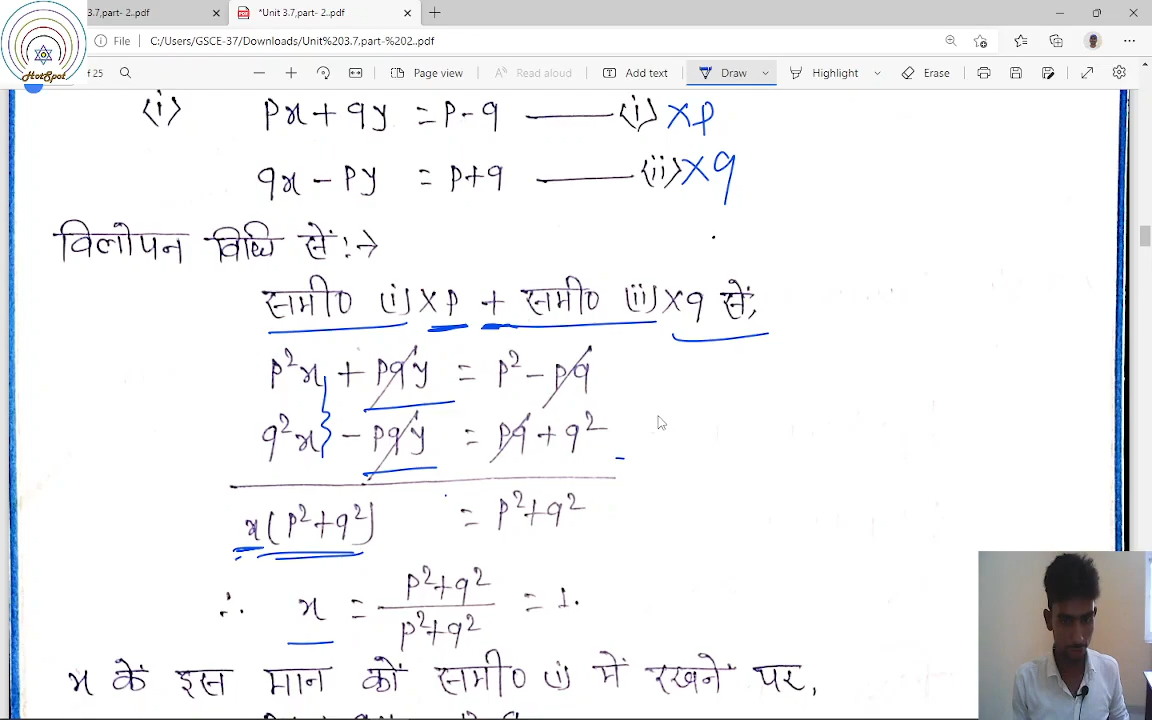 3.7,part- 2..pdf
*Unit 3.7,part- 2..pdf
HotSpot
File C:/Users/GSCE-37/Downloads/Unit%203.7.part-%202..pdf
of 25 Page view Read aloud Add text Draw Highlight Erase
(i) px + qy = p - q —— (i) ×p
qx - py = p + q —— (ii) ×q
विलोपन विधि सें :→
समी० (i) × p + समी० (ii) × q सें,
p²x + pqy = p² - pq
q²x - pqy = pq + q²
x(p² + q²) = p² + q²
∴ x = p² + q² / p² + q² = 1.
x कें इस मान कों समी० (i) में रखनें पर,